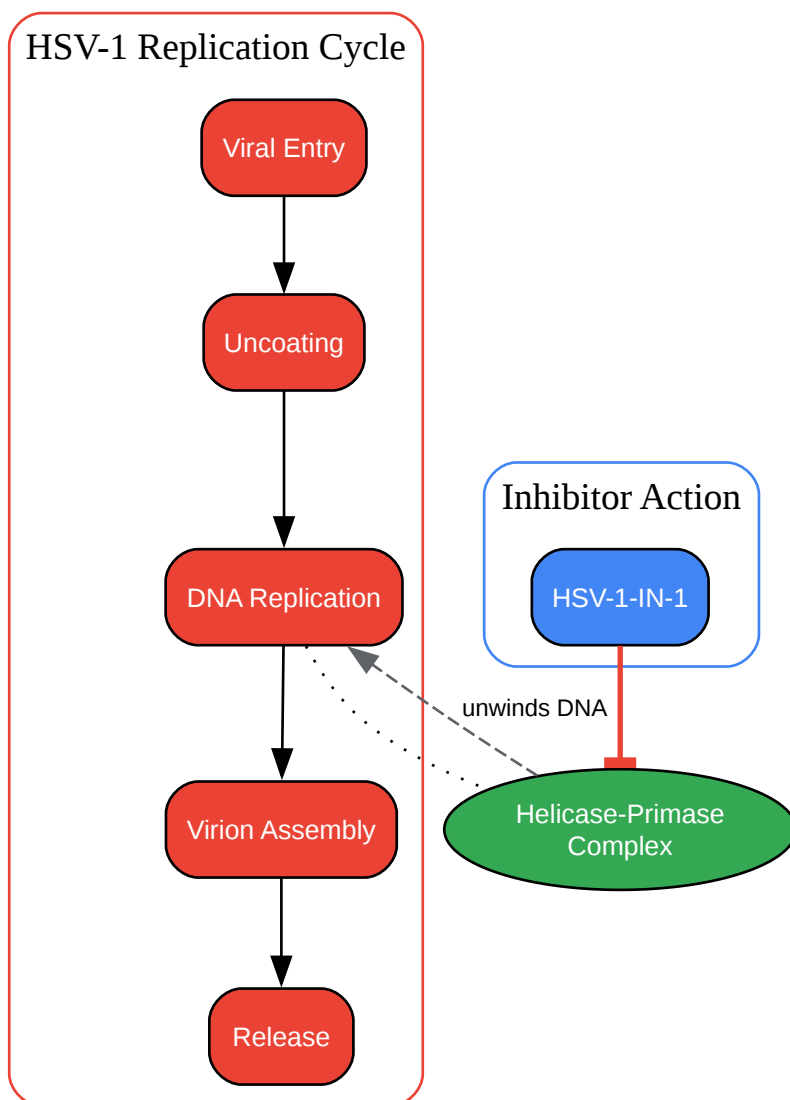 HSV-1 Replication Cycle
Viral Entry
Uncoating
Inhibitor Action
DNA Replication
HSV-1-IN-1
unwinds DNA
Virion Assembly
Helicase-Primase
Complex
Release